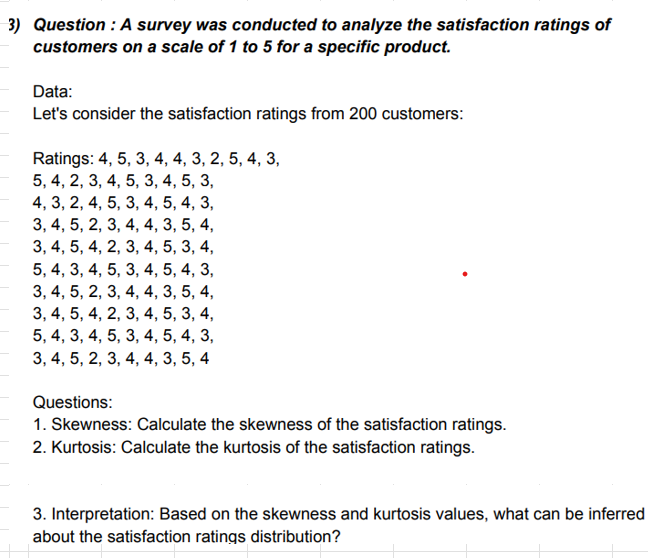 3) Question : A survey was conducted to analyze the satisfaction ratings of
customers on a scale of 1 to 5 for a specific product.
Data:
Let's consider the satisfaction ratings from 200 customers:
Ratings: 4, 5, 3, 4, 4, 3, 2, 5, 4, 3,
5, 4, 2, 3, 4, 5, 3, 4, 5, 3,
4, 3, 2, 4, 5, 3, 4, 5, 4, 3,
3, 4, 5, 2, 3, 4, 4, 3, 5, 4,
3, 4, 5, 4, 2, 3, 4, 5, 3, 4,
5, 4, 3, 4, 5, 3, 4, 5, 4, 3,
3, 4, 5, 2, 3, 4, 4, 3, 5, 4,
3, 4, 5, 4, 2, 3, 4, 5, 3, 4,
5, 4, 3, 4, 5, 3, 4, 5, 4, 3,
3, 4, 5, 2, 3, 4, 4, 3, 5, 4
Questions:
1. Skewness: Calculate the skewness of the satisfaction ratings.
2. Kurtosis: Calculate the kurtosis of the satisfaction ratings.
3. Interpretation: Based on the skewness and kurtosis values, what can be inferred
about the satisfaction ratings distribution?